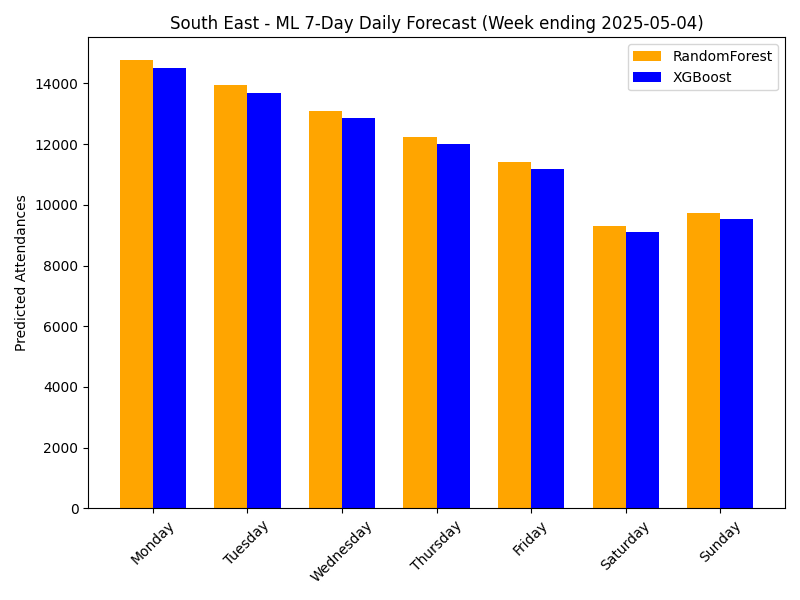 South East - ML 7-Day Daily Forecast (Week ending 2025-05-04)
RandomForest
XGBoost
Predicted Attendances
14000
12000
10000
8000
6000
4000
2000
0
Monday
Tuesday
Wednesday
Thursday
Friday
Saturday
Sunday